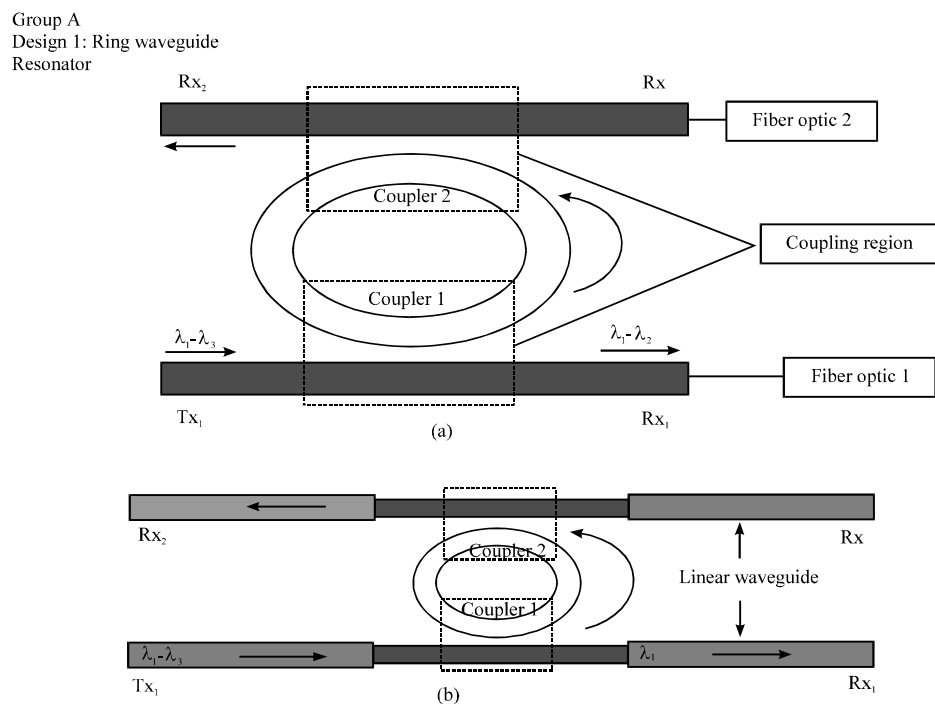 Group A
Design 1: Ring waveguide
Resonator
Rx₂
Rx
Fiber optic 2
Coupler 2
Coupling region
Coupler 1
λ₁-λ₃
λ₁-λ₂
Fiber optic 1
Tx₁
Rx₁
(a)
Rx₂
Coupler 2
Rx
Linear waveguide
Coupler 1
λ₁-λ₃
λ₁
Tx₁
Rx₁
(b)